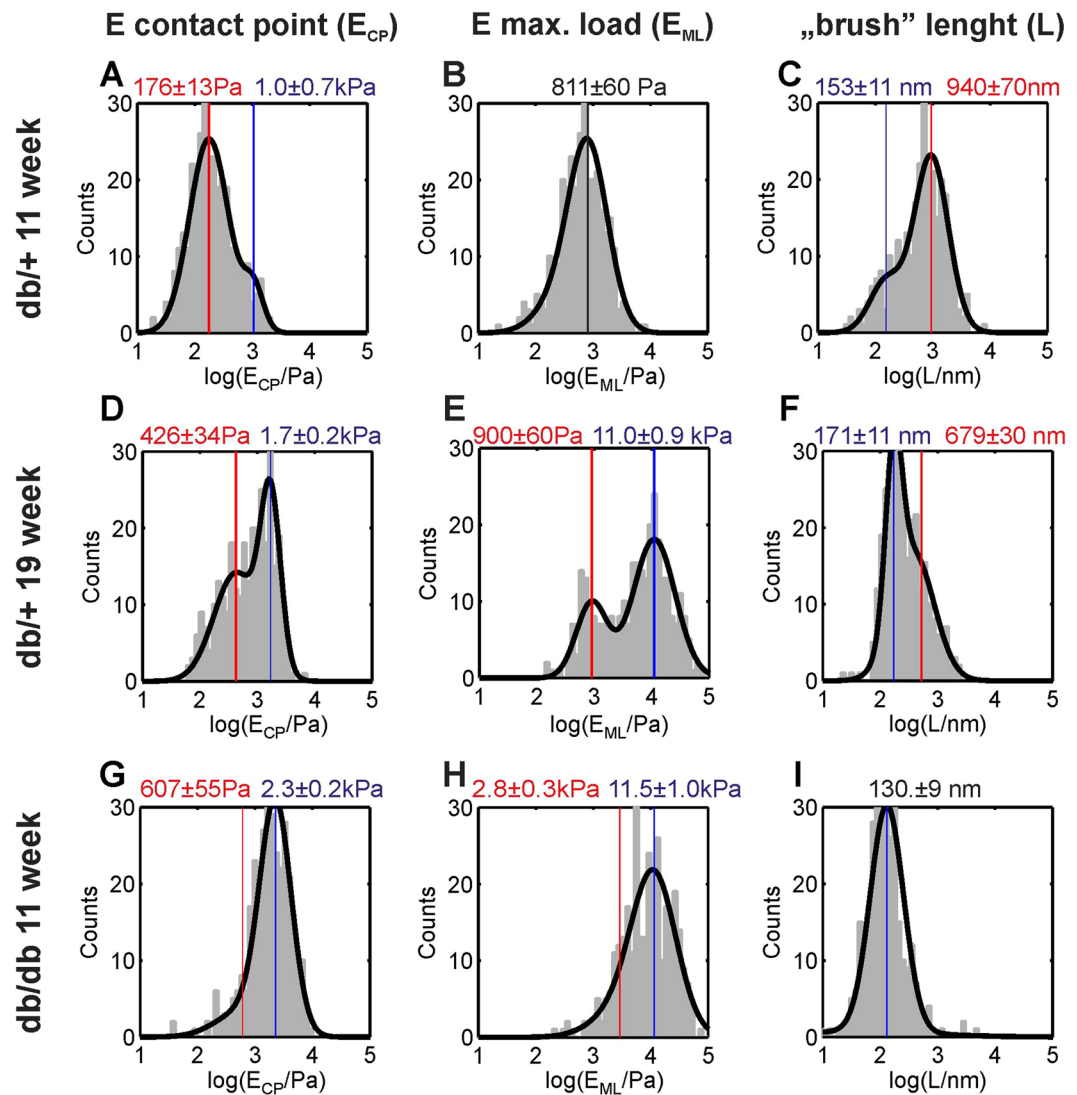 E contact point (E_CP) E max. load (E_ML) „brush” lenght (L)
db/+ 11 week
A
176±13Pa 1.0±0.7kPa
30
20
10
0
Counts
1 2 3 4 5
log(E_CP/Pa)
B
811±60 Pa
30
20
10
0
Counts
1 2 3 4 5
log(E_ML/Pa)
C
153±11 nm 940±70nm
30
20
10
0
Counts
1 2 3 4 5
log(L/nm)
db/+ 19 week
D
426±34Pa 1.7±0.2kPa
30
20
10
0
Counts
1 2 3 4 5
log(E_CP/Pa)
E
900±60Pa 11.0±0.9 kPa
30
20
10
0
Counts
1 2 3 4 5
log(E_ML/Pa)
F
171±11 nm 679±30 nm
30
20
10
0
Counts
1 2 3 4 5
log(L/nm)
db/db 11 week
G
607±55Pa 2.3±0.2kPa
30
20
10
0
Counts
1 2 3 4 5
log(E_CP/Pa)
H
2.8±0.3kPa 11.5±1.0kPa
30
20
10
0
Counts
1 2 3 4 5
log(E_ML/Pa)
I
130.±9 nm
30
20
10
0
Counts
1 2 3 4 5
log(L/nm)